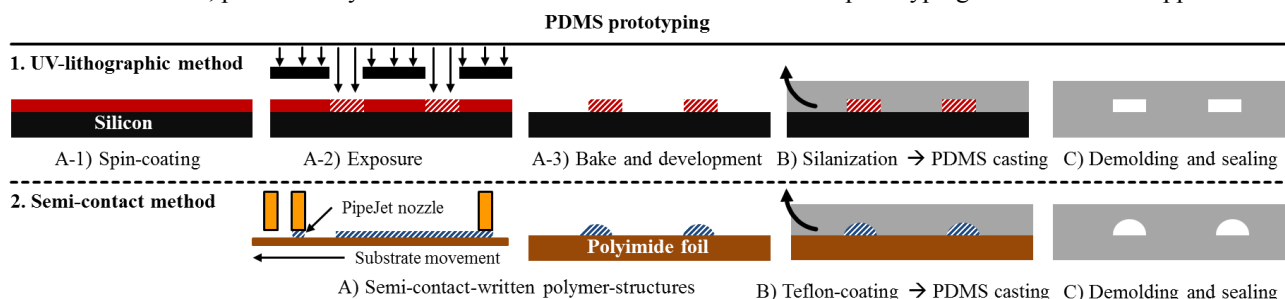 PDMS prototyping
1. UV-lithographic method
Silicon
A-1) Spin-coating
A-2) Exposure
A-3) Bake and development
B) Silanization → PDMS casting
C) Demolding and sealing
2. Semi-contact method
PipeJet nozzle
Substrate movement
Polyimide foil
A) Semi-contact-written polymer-structures
B) Teflon-coating → PDMS casting
C) Demolding and sealing